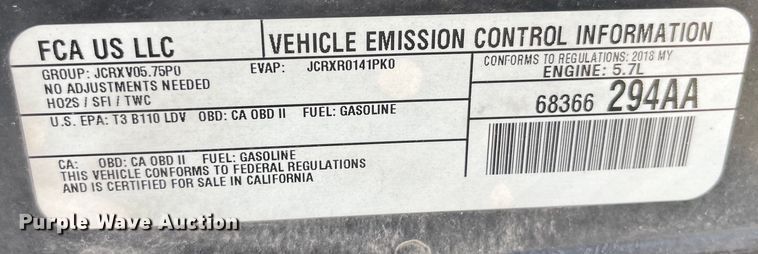 FCA US LLC
VEHICLE EMISSION CONTROL INFORMATION
GROUP: JCRXV05.75P0
EVAP: JCRXR0141PK0
NO ADJUSTMENTS NEEDED
HO2S / SFI / TWC
CONFORMS TO REGULATIONS: 2018 MY
ENGINE: 5.7L
U.S. EPA: T3 B110 LDV OBD: CA OBD II FUEL: GASOLINE
68366 294AA
CA: OBD: CA OBD II FUEL: GASOLINE
THIS VEHICLE CONFORMS TO FEDERAL REGULATIONS
AND IS CERTIFIED FOR SALE IN CALIFORNIA
Purple Wave Auction